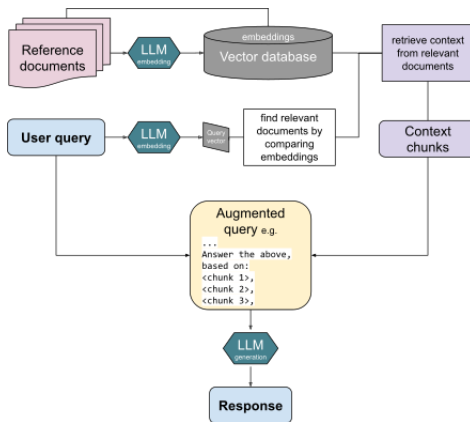 Reference
documents
LLM
embedding
embeddings
Vector database
retrieve context
from relevant
documents
User query
LLM
embedding
Query
vector
find relevant
documents by
comparing
embeddings
Context
chunks
Augmented
query e.g.
...
Answer the above,
based on:
<chunk 1>,
<chunk 2>,
<chunk 3>,
LLM
generation
Response